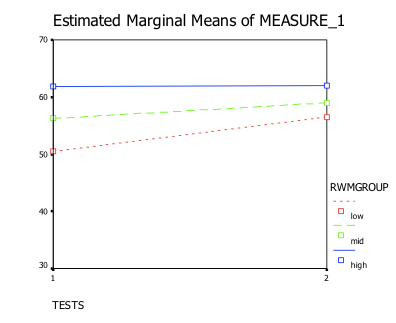 Estimated Marginal Means of MEASURE_1
70
60
50
40
30
1
2
TESTS
RWMGROUP
low
mid
high